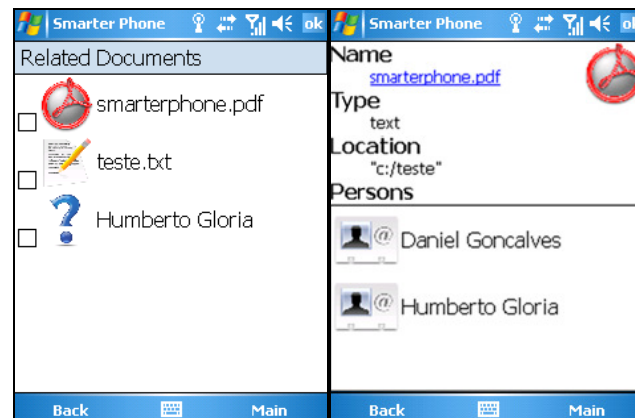 Smarter Phone ok
Related Documents
smarterphone.pdf
teste.txt
Humberto Gloria
Back Main
Smarter Phone ok
Name
smarterphone.pdf
Type
text
Location
"c:/teste"
Persons
Daniel Goncalves
Humberto Gloria
Back Main